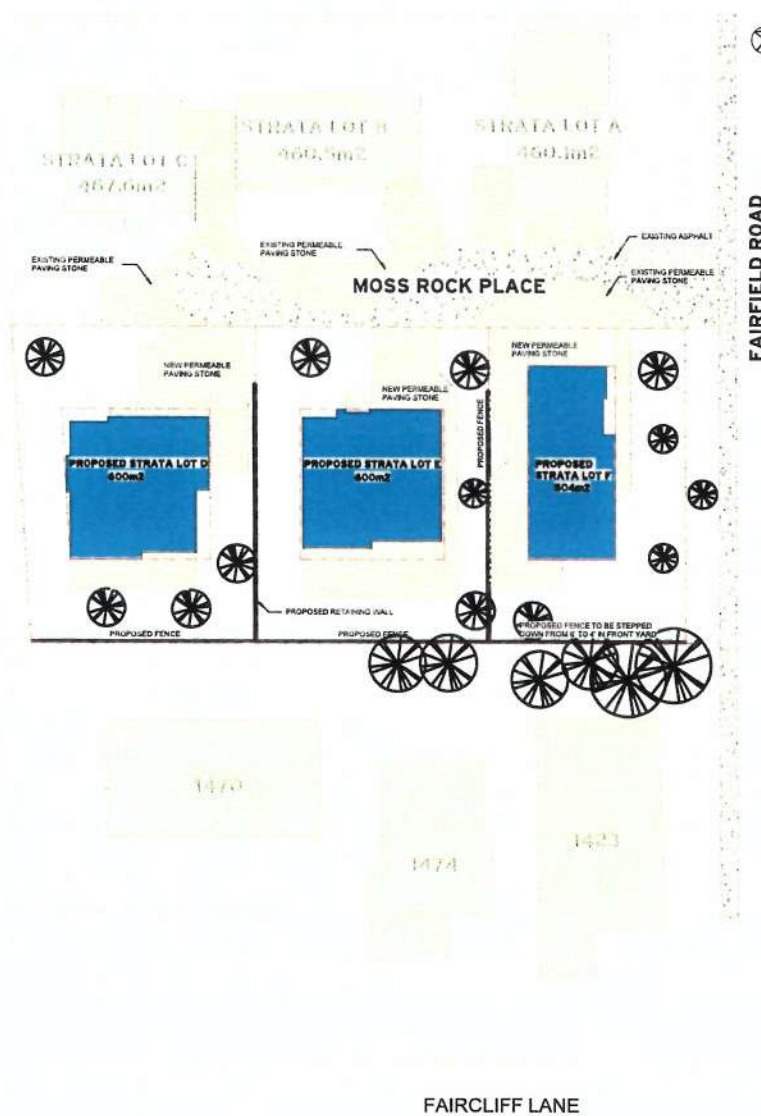 STRATA LOT B
460.5m2
STRATA LOT A
460.1m2
STRATA LOT C
467.6m2
FAIRFIELD ROAD
EXISTING ASPHALT
EXISTING PERMEABLE
PAVING STONE
EXISTING PERMEABLE
PAVING STONE
EXISTING PERMEABLE
PAVING STONE
MOSS ROCK PLACE
NEW PERMEABLE
PAVING STONE
NEW PERMEABLE
PAVING STONE
NEW PERMEABLE
PAVING STONE
PROPOSED FENCE
PROPOSED STRATA LOT D
600m2
PROPOSED STRATA LOT E
600m2
PROPOSED
STRATA LOT F
504m2
PROPOSED RETAINING WALL
PROPOSED FENCE
PROPOSED FENCE
PROPOSED FENCE TO BE STEPPED
DOWN FROM 6' TO 4' IN FRONT YARD
1470
1474
1423
FAIRCLIFF LANE